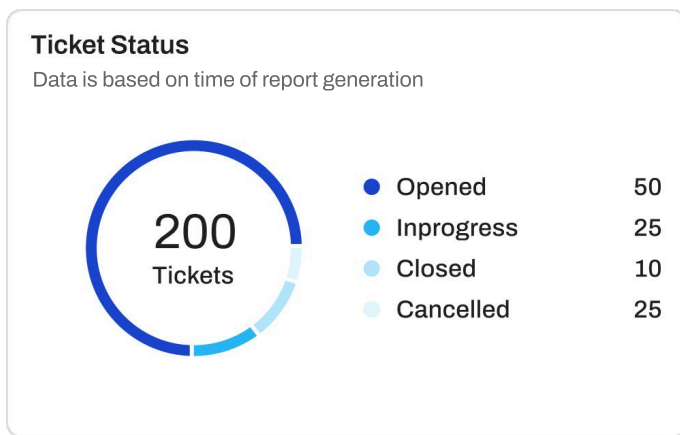 Ticket Status
Data is based on time of report generation
200
Tickets
Opened 50
Inprogress 25
Closed 10
Cancelled 25